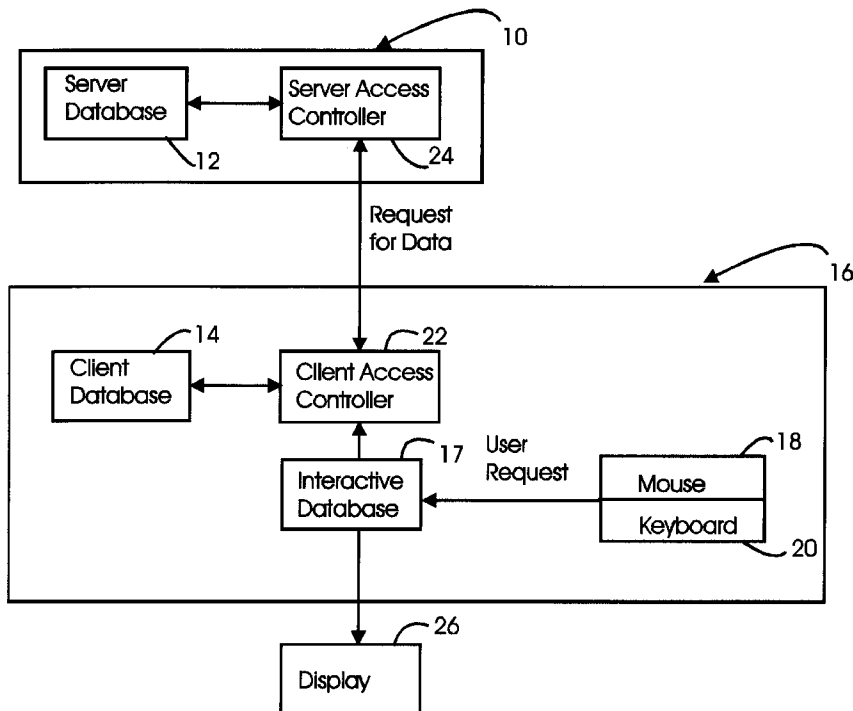 10
Server
Database
Server Access
Controller
12
24
Request
for Data
16
14
22
Client
Database
Client Access
Controller
17
User
Request
18
Interactive
Database
Mouse
Keyboard
20
26
Display